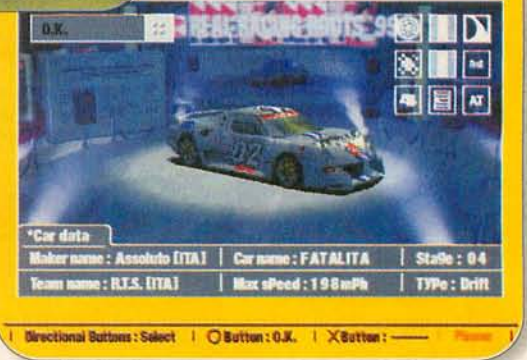 O.K.
REAL RACING ROOTS '99
AT
*Car data
Maker name : Assoluto [ITA] Car name : FATALITA Stage : 04
Team name : R.T.S. [ITA] Max sPeed : 198mPh TYPe : Drift
Directional Buttons : Select | ○ Button : O.K. | ✕ Button : ——